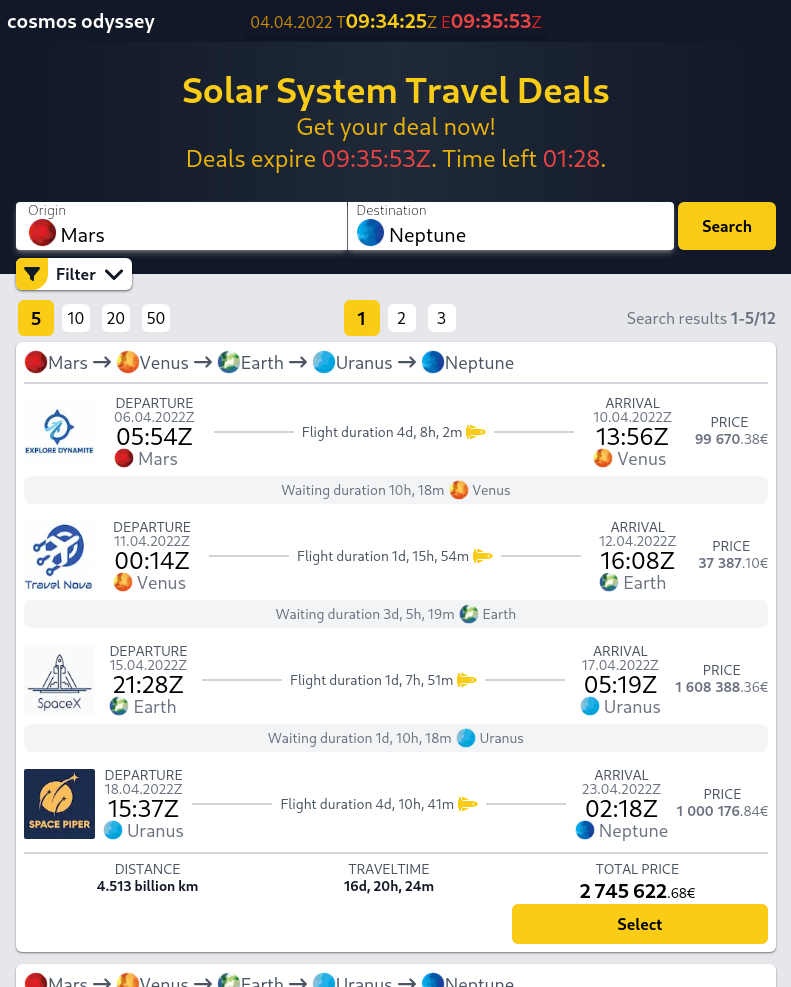 cosmos odyssey
04.04.2022 T09:34:25Z E09:35:53Z
Solar System Travel Deals
Get your deal now!
Deals expire 09:35:53Z. Time left 01:28.
Origin
Mars
Destination
Neptune
Search
Filter
5 10 20 50 1 2 3 Search results 1-5/12
Mars → Venus → Earth → Uranus → Neptune
EXPLORE DYNAMITE
DEPARTURE
06.04.2022Z
05:54Z
Mars
Flight duration 4d, 8h, 2m
ARRIVAL
10.04.2022Z
13:56Z
Venus
PRICE
99 670.38€
Waiting duration 10h, 18m Venus
Travel Nova
DEPARTURE
11.04.2022Z
00:14Z
Venus
Flight duration 1d, 15h, 54m
ARRIVAL
12.04.2022Z
16:08Z
Earth
PRICE
37 387.10€
Waiting duration 3d, 5h, 19m Earth
SpaceX
DEPARTURE
15.04.2022Z
21:28Z
Earth
Flight duration 1d, 7h, 51m
ARRIVAL
17.04.2022Z
05:19Z
Uranus
PRICE
1 608 388.36€
Waiting duration 1d, 10h, 18m Uranus
SPACE PIPER
DEPARTURE
18.04.2022Z
15:37Z
Uranus
Flight duration 4d, 10h, 41m
ARRIVAL
23.04.2022Z
02:18Z
Neptune
PRICE
1 000 176.84€
DISTANCE
4.513 billion km
TRAVELTIME
16d, 20h, 24m
TOTAL PRICE
2 745 622.68€
Select
Mars → Venus → Earth → Uranus → Neptune